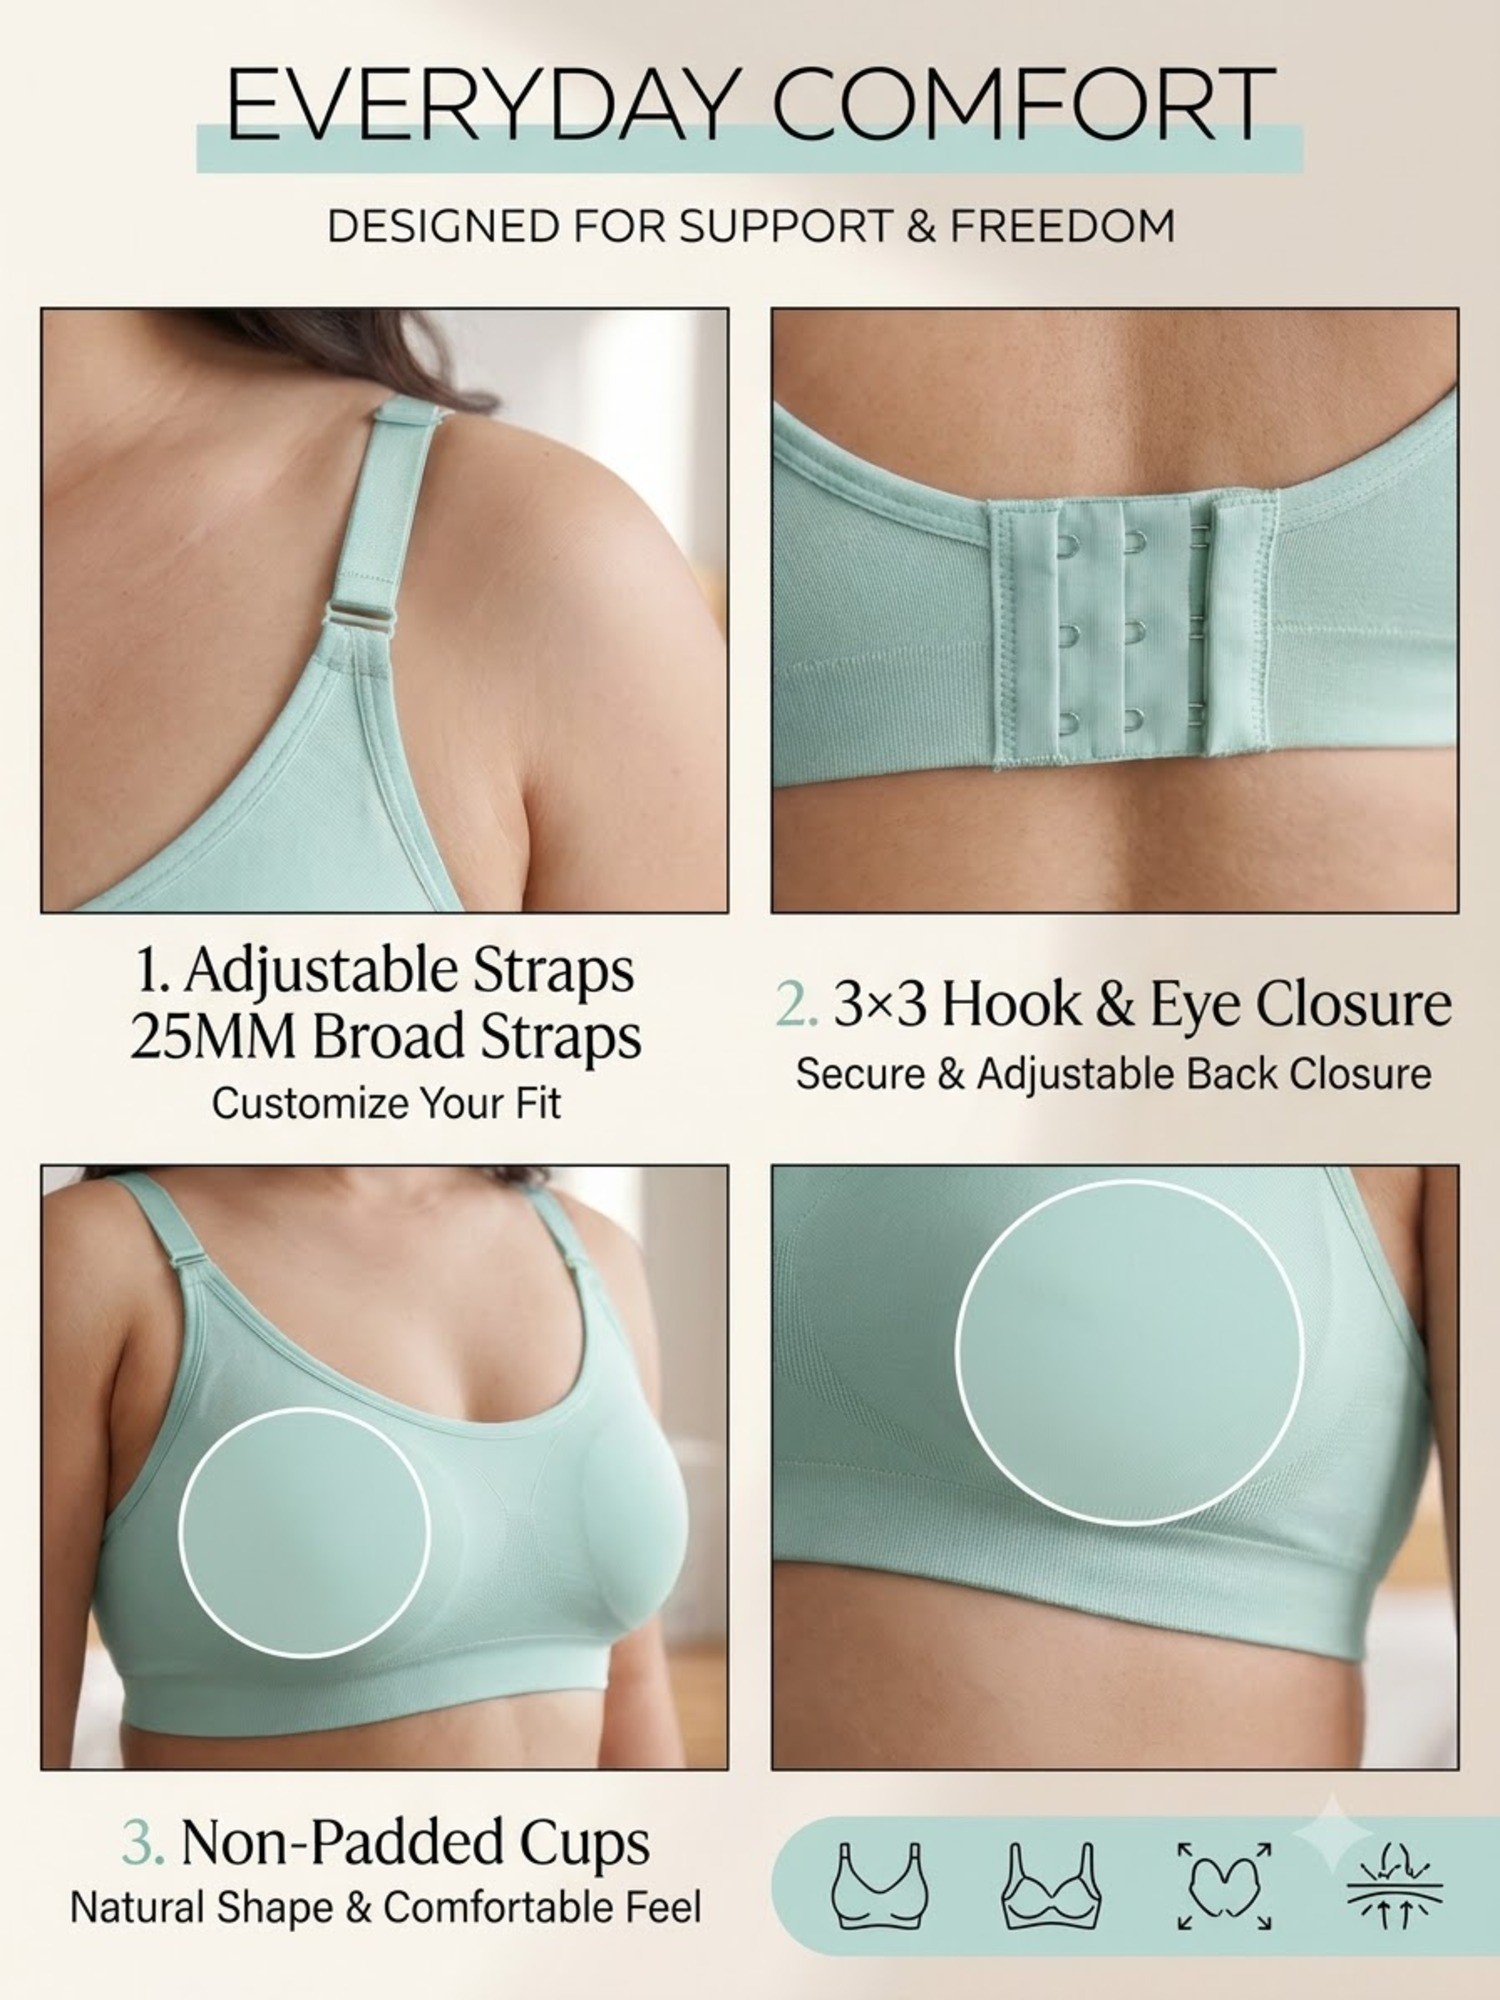 EVERYDAY COMFORT
DESIGNED FOR SUPPORT & FREEDOM
1. Adjustable Straps
25MM Broad Straps
Customize Your Fit
2. 3×3 Hook & Eye Closure
Secure & Adjustable Back Closure
3. Non-Padded Cups
Natural Shape & Comfortable Feel